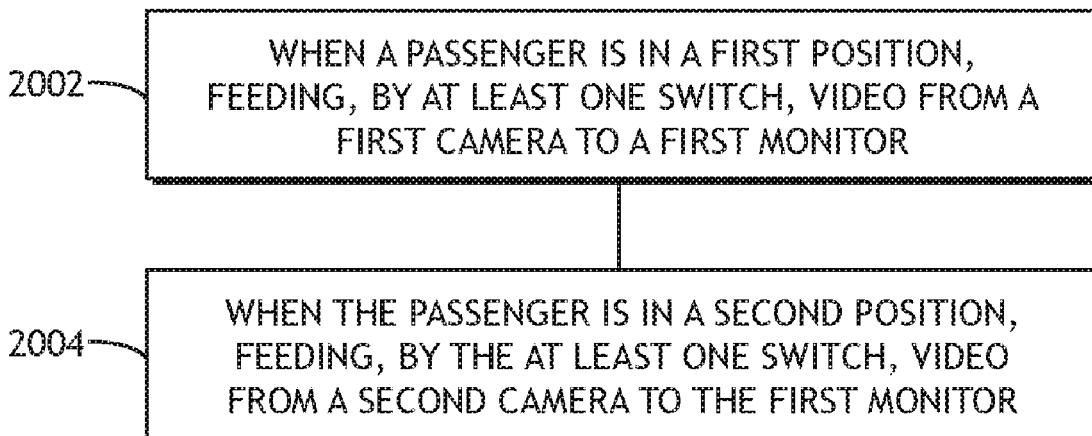 2002
WHEN A PASSENGER IS IN A FIRST POSITION,
FEEDING, BY AT LEAST ONE SWITCH, VIDEO FROM A
FIRST CAMERA TO A FIRST MONITOR
2004
WHEN THE PASSENGER IS IN A SECOND POSITION,
FEEDING, BY THE AT LEAST ONE SWITCH, VIDEO
FROM A SECOND CAMERA TO THE FIRST MONITOR